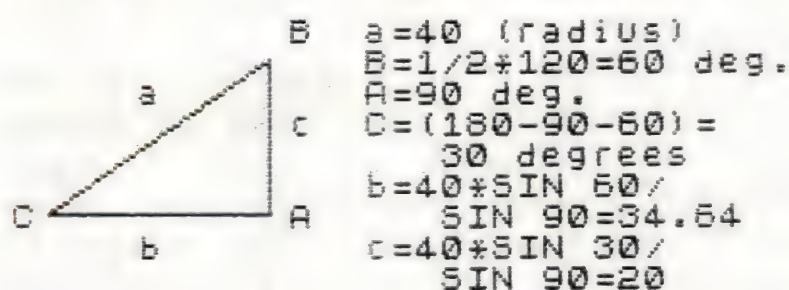 B
a
c
C
A
b
a=40 (radius)
B=1/2*120=60 deg.
A=90 deg.
C=(180-90-60)=
30 degrees
b=40*SIN 60/
SIN 90=34.64
c=40*SIN 30/
SIN 90=20